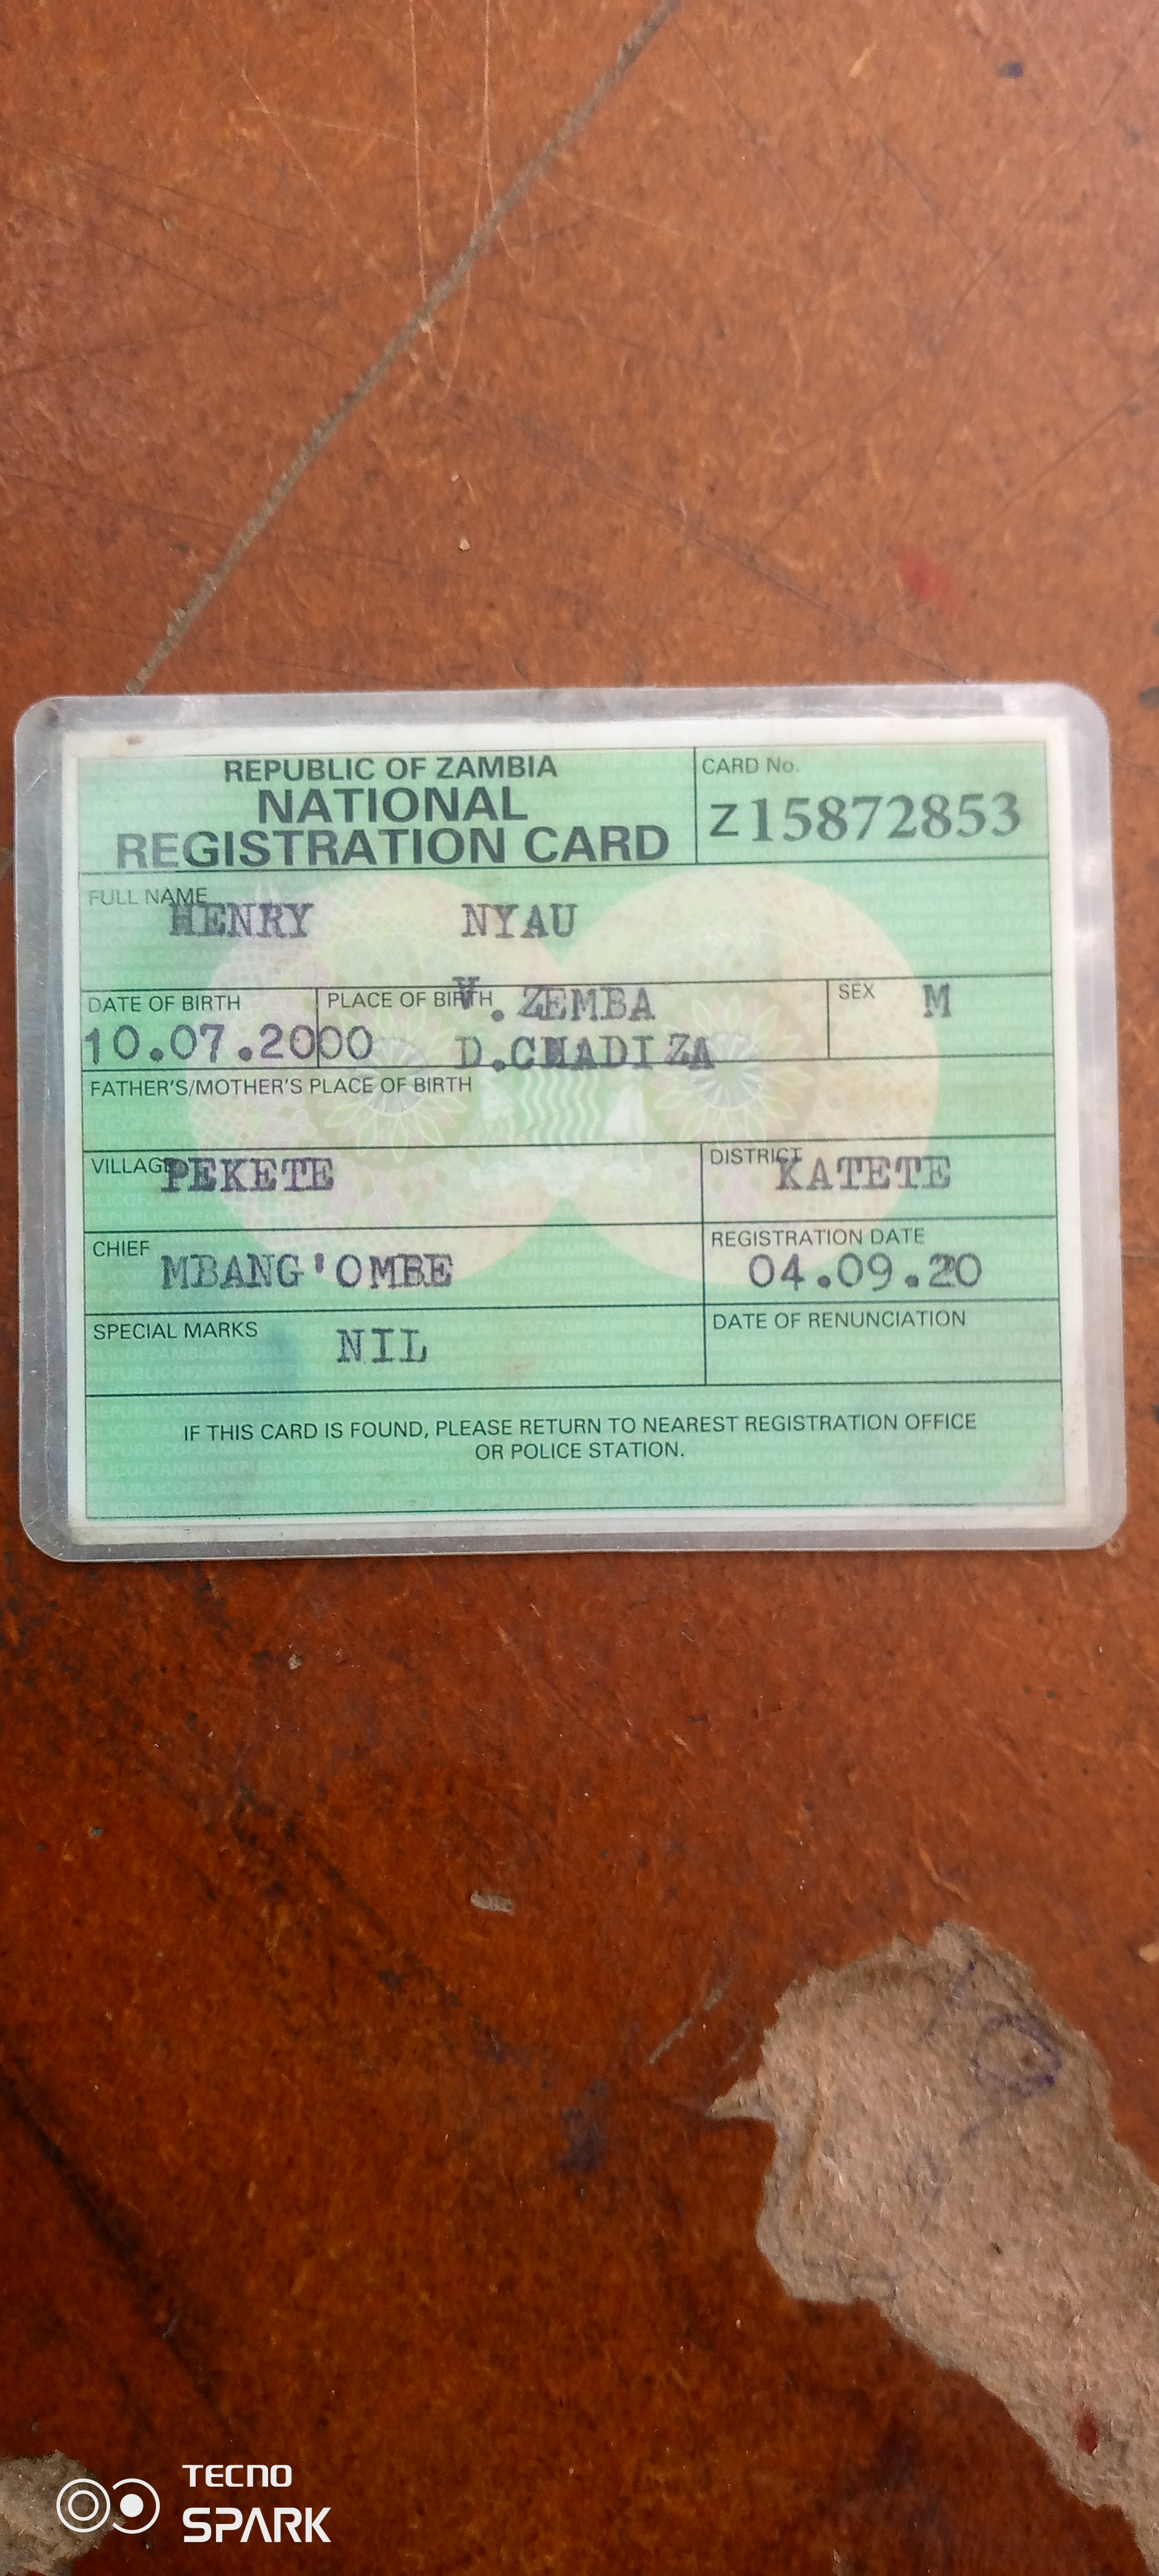 REPUBLIC OF ZAMBIA
NATIONAL
REGISTRATION CARD
CARD No.
Z15872853
FULL NAME
HENRY NYAU
DATE OF BIRTH
10.07.2000
PLACE OF BIRTH
V. ZEMBA
D.CHADIZA
SEX M
FATHER'S/MOTHER'S PLACE OF BIRTH
VILLAGE PEKETE
DISTRICT KATETE
CHIEF
MBANG'OMBE
REGISTRATION DATE
04.09.20
SPECIAL MARKS
NIL
DATE OF RENUNCIATION
IF THIS CARD IS FOUND, PLEASE RETURN TO NEAREST REGISTRATION OFFICE
OR POLICE STATION.
TECNO
SPARK